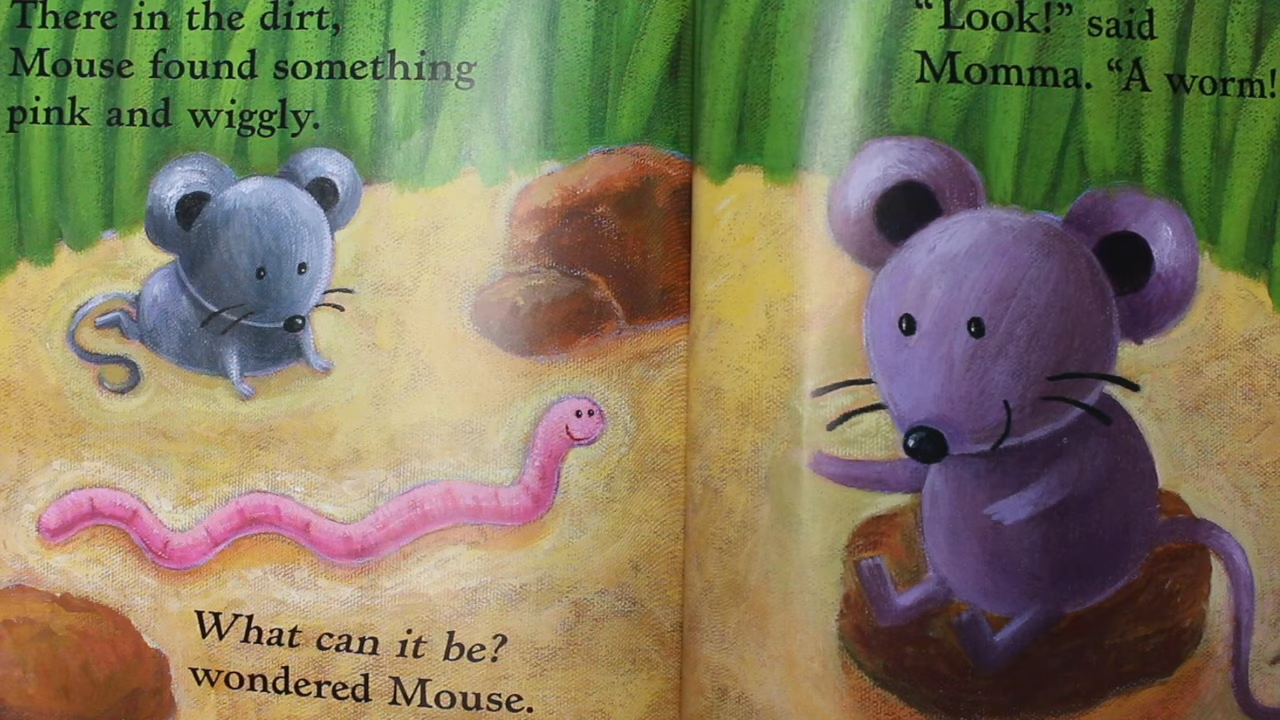 There in the dirt,
Mouse found something
pink and wiggly.
What can it be?
wondered Mouse.
“Look!” said
Momma. “A worm!